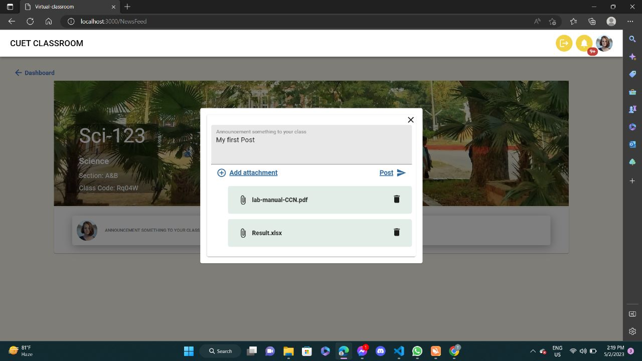 Virtual classroom
localhost:3000/NewsFeed
CUET CLASSROOM
9+
Dashboard
Sci-123
Science
Section: A&B
Class Code: Rq04W
ANNOUNCEMENT SOMETHING TO YOUR CLASS
Announcement something to your class
My first Post
Add attachment
Post
lab-manual-CCN.pdf
Result.xlsx
81°F
Haze
Search
ENG
US
2:19 PM
5/2/2023